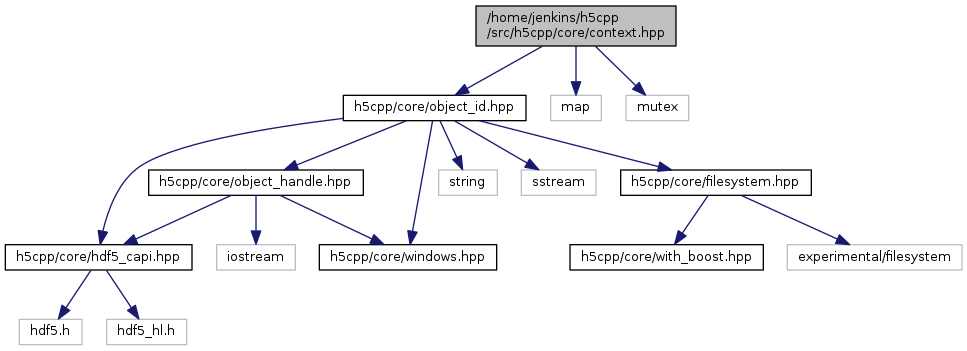 /home/jenkins/h5cpp
/src/h5cpp/core/context.hpp
h5cpp/core/object_id.hpp
map
mutex
h5cpp/core/object_handle.hpp
string
sstream
h5cpp/core/filesystem.hpp
h5cpp/core/hdf5_capi.hpp
iostream
h5cpp/core/windows.hpp
h5cpp/core/with_boost.hpp
experimental/filesystem
hdf5.h
hdf5_hl.h